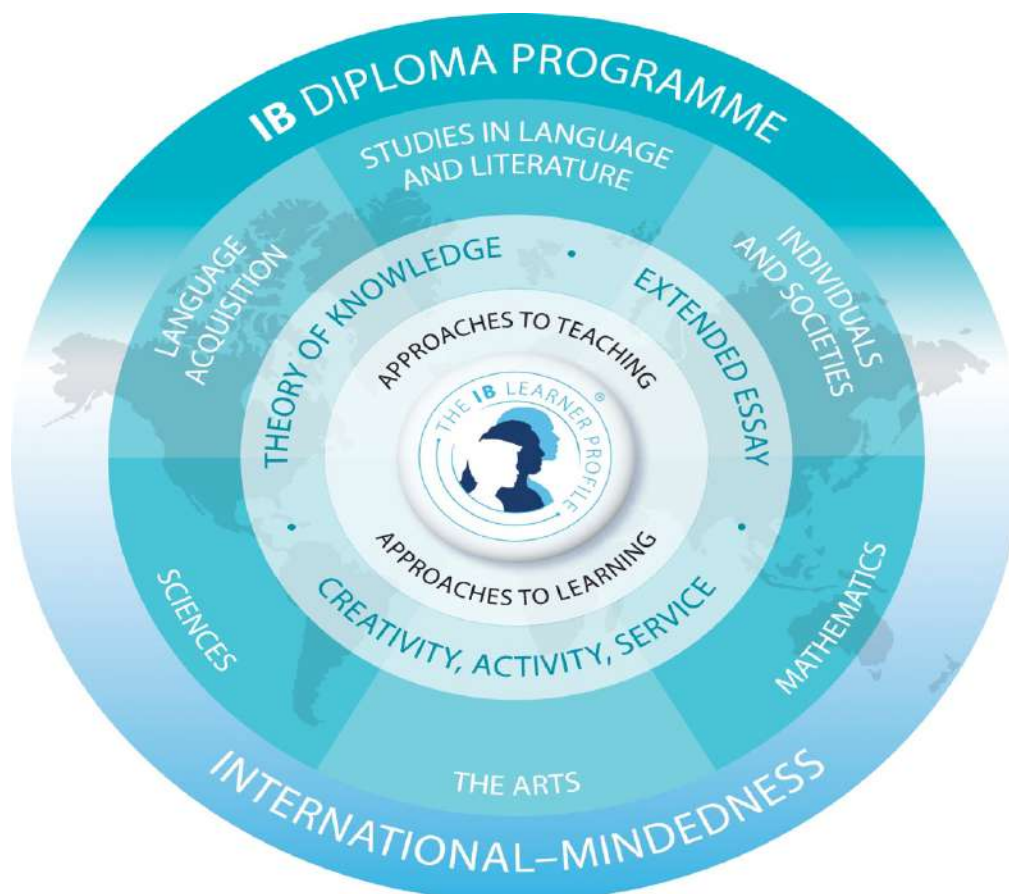 IB DIPLOMA PROGRAMME
STUDIES IN LANGUAGE
AND LITERATURE
LANGUAGE
ACQUISITION
INDIVIDUALS
AND SOCIETIES
THEORY OF KNOWLEDGE
EXTENDED ESSAY
APPROACHES TO TEACHING
THE IB LEARNER PROFILE
®
APPROACHES TO LEARNING
CREATIVITY, ACTIVITY, SERVICE
SCIENCES
MATHEMATICS
THE ARTS
INTERNATIONAL–MINDEDNESS